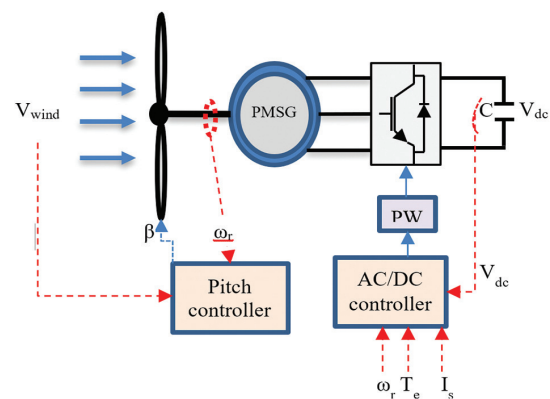 V_wind
PMSG
C
V_dc
PW
β
ω_r
Pitch
controller
AC/DC
controller
V_dc
ω_r T_e I_s